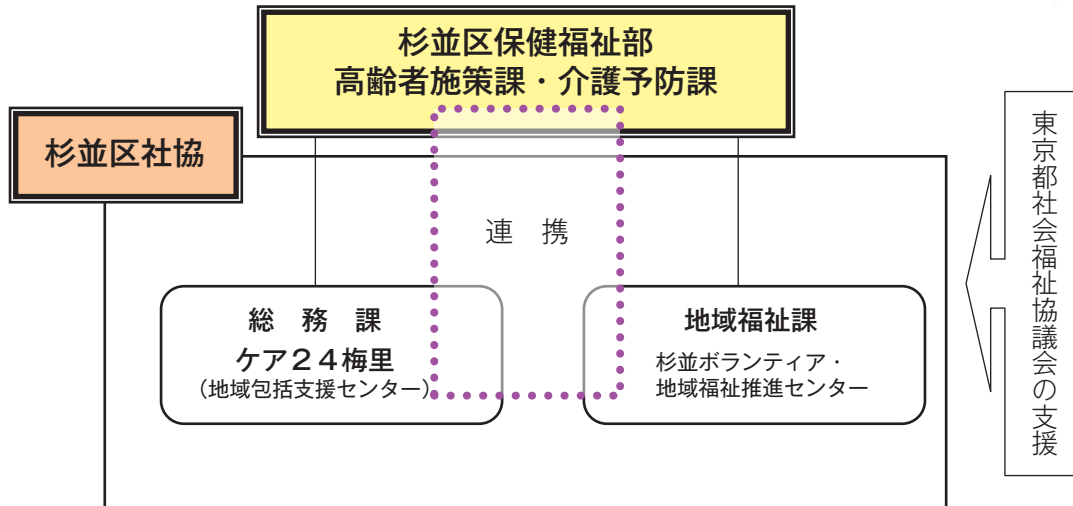 杉並区保健福祉部
高齢者施策課・介護予防課
杉並区社協
連　携
総　務　課
ケア２４梅里
（地域包括支援センター）
地域福祉課
杉並ボランティア・
地域福祉推進センター
東京都社会福祉協議会の支援